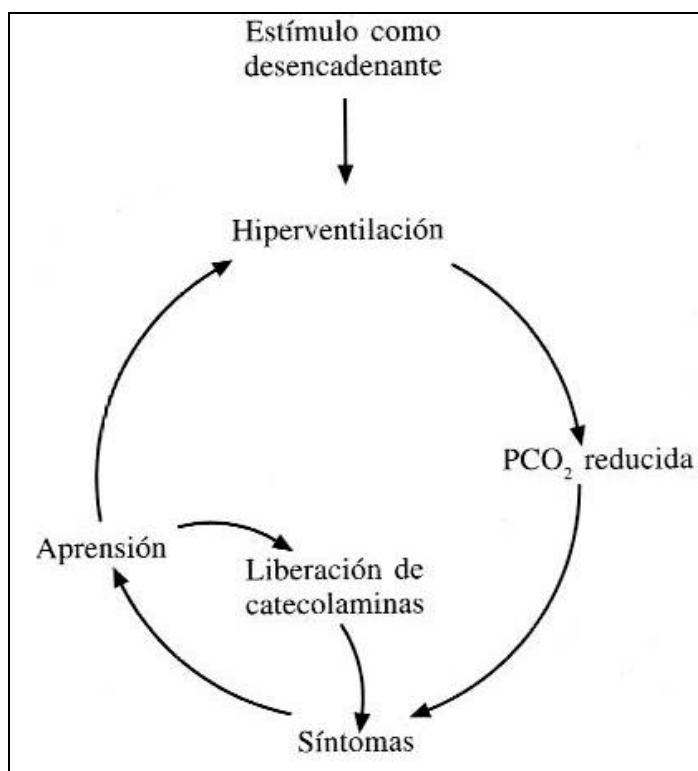 Estímulo como
desencadenante
Hiperventilación
PCO₂ reducida
Aprensión
Liberación de
catecolaminas
Síntomas